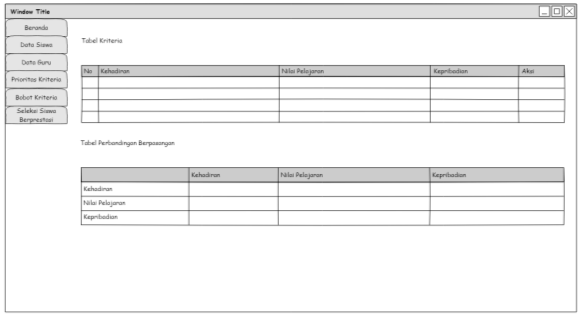 Window Title
Beranda
Data Siswa
Data Guru
Prioritas Kriteria
Bobot Kriteria
Seleksi Siswa
Berprestasi
Tabel Kriteria
No Kehadiran Nilai Pelajaran Kepribadian Aksi
Tabel Perbandingan Berpasangan
Kehadiran Nilai Pelajaran Kepribadian
Kehadiran
Nilai Pelajaran
Kepribadian